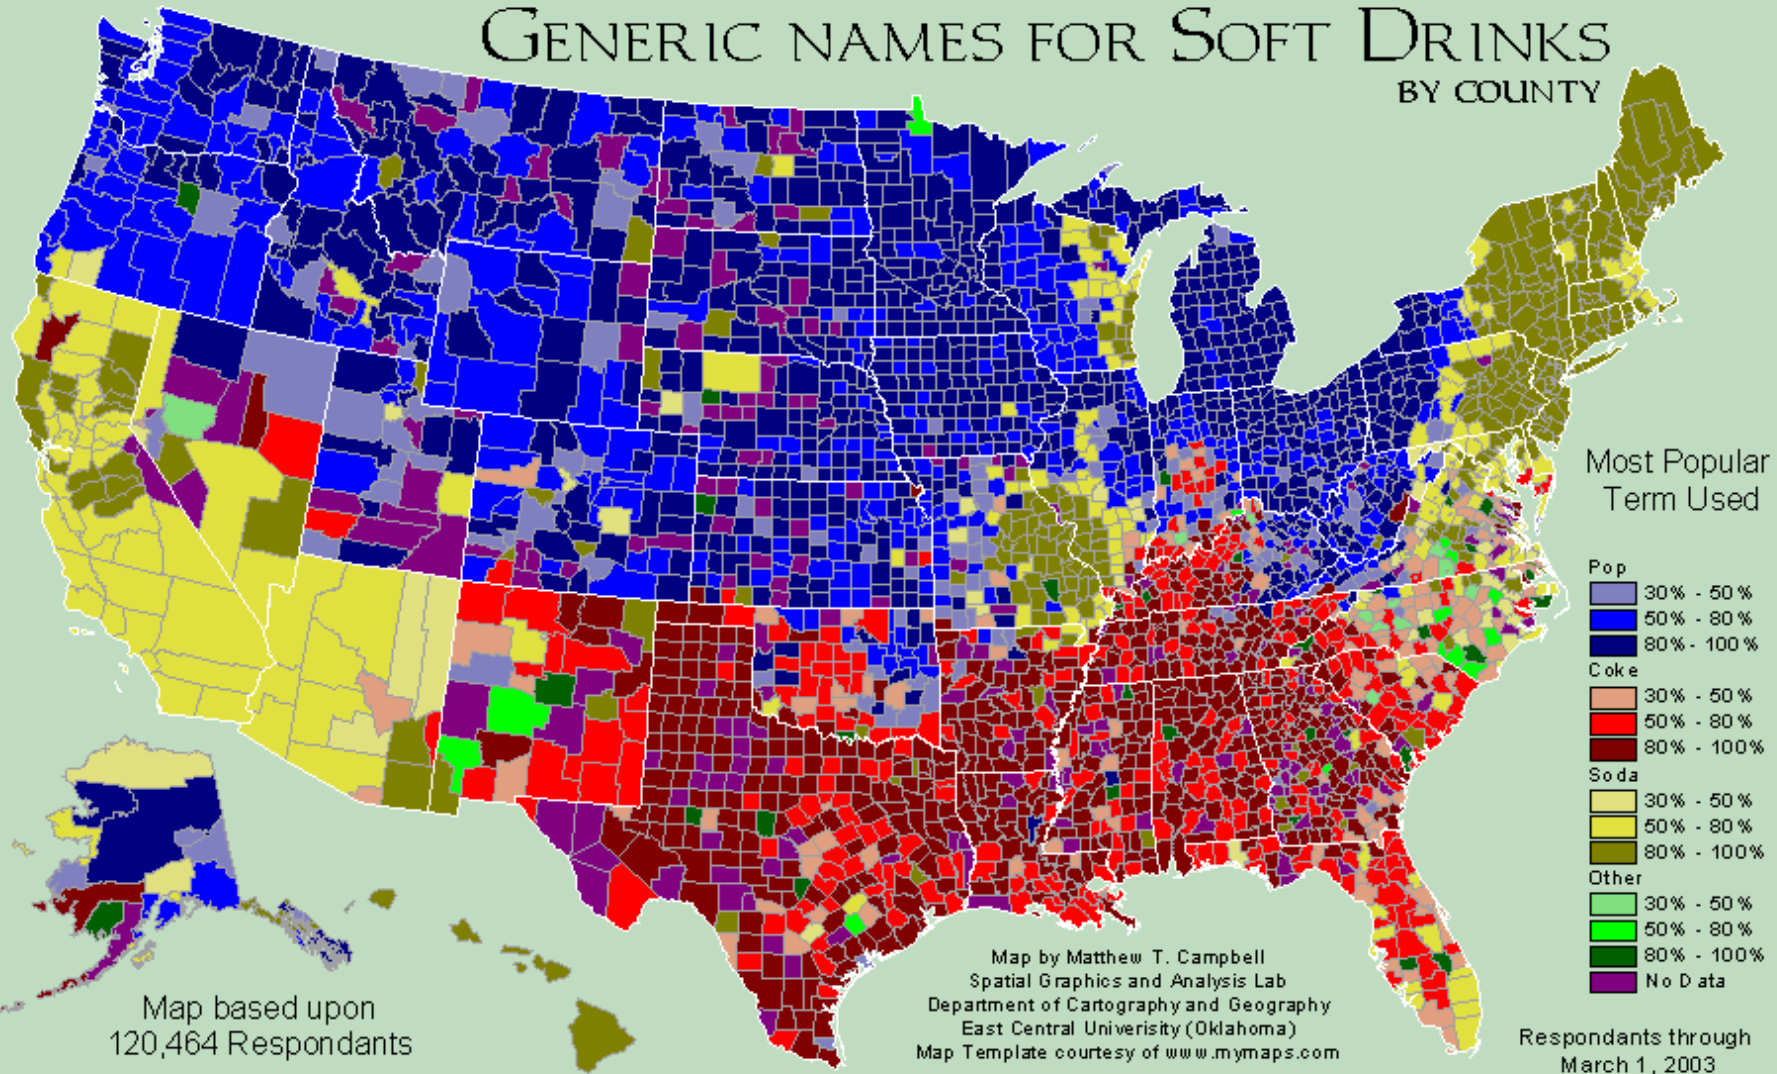 GENERIC NAMES FOR SOFT DRINKS
BY COUNTY
Most Popular
Term Used
Pop
30% - 50%
50% - 80%
80% - 100%
Coke
30% - 50%
50% - 80%
80% - 100%
Soda
30% - 50%
50% - 80%
80% - 100%
Other
30% - 50%
50% - 80%
80% - 100%
No Data
Map by Matthew T. Campbell
Spatial Graphics and Analysis Lab
Department of Cartography and Geography
East Central Univerisity (Oklahoma)
Map Template courtesy of www.mymaps.com
Map based upon
120,464 Respondants
Respondants through
March 1, 2003